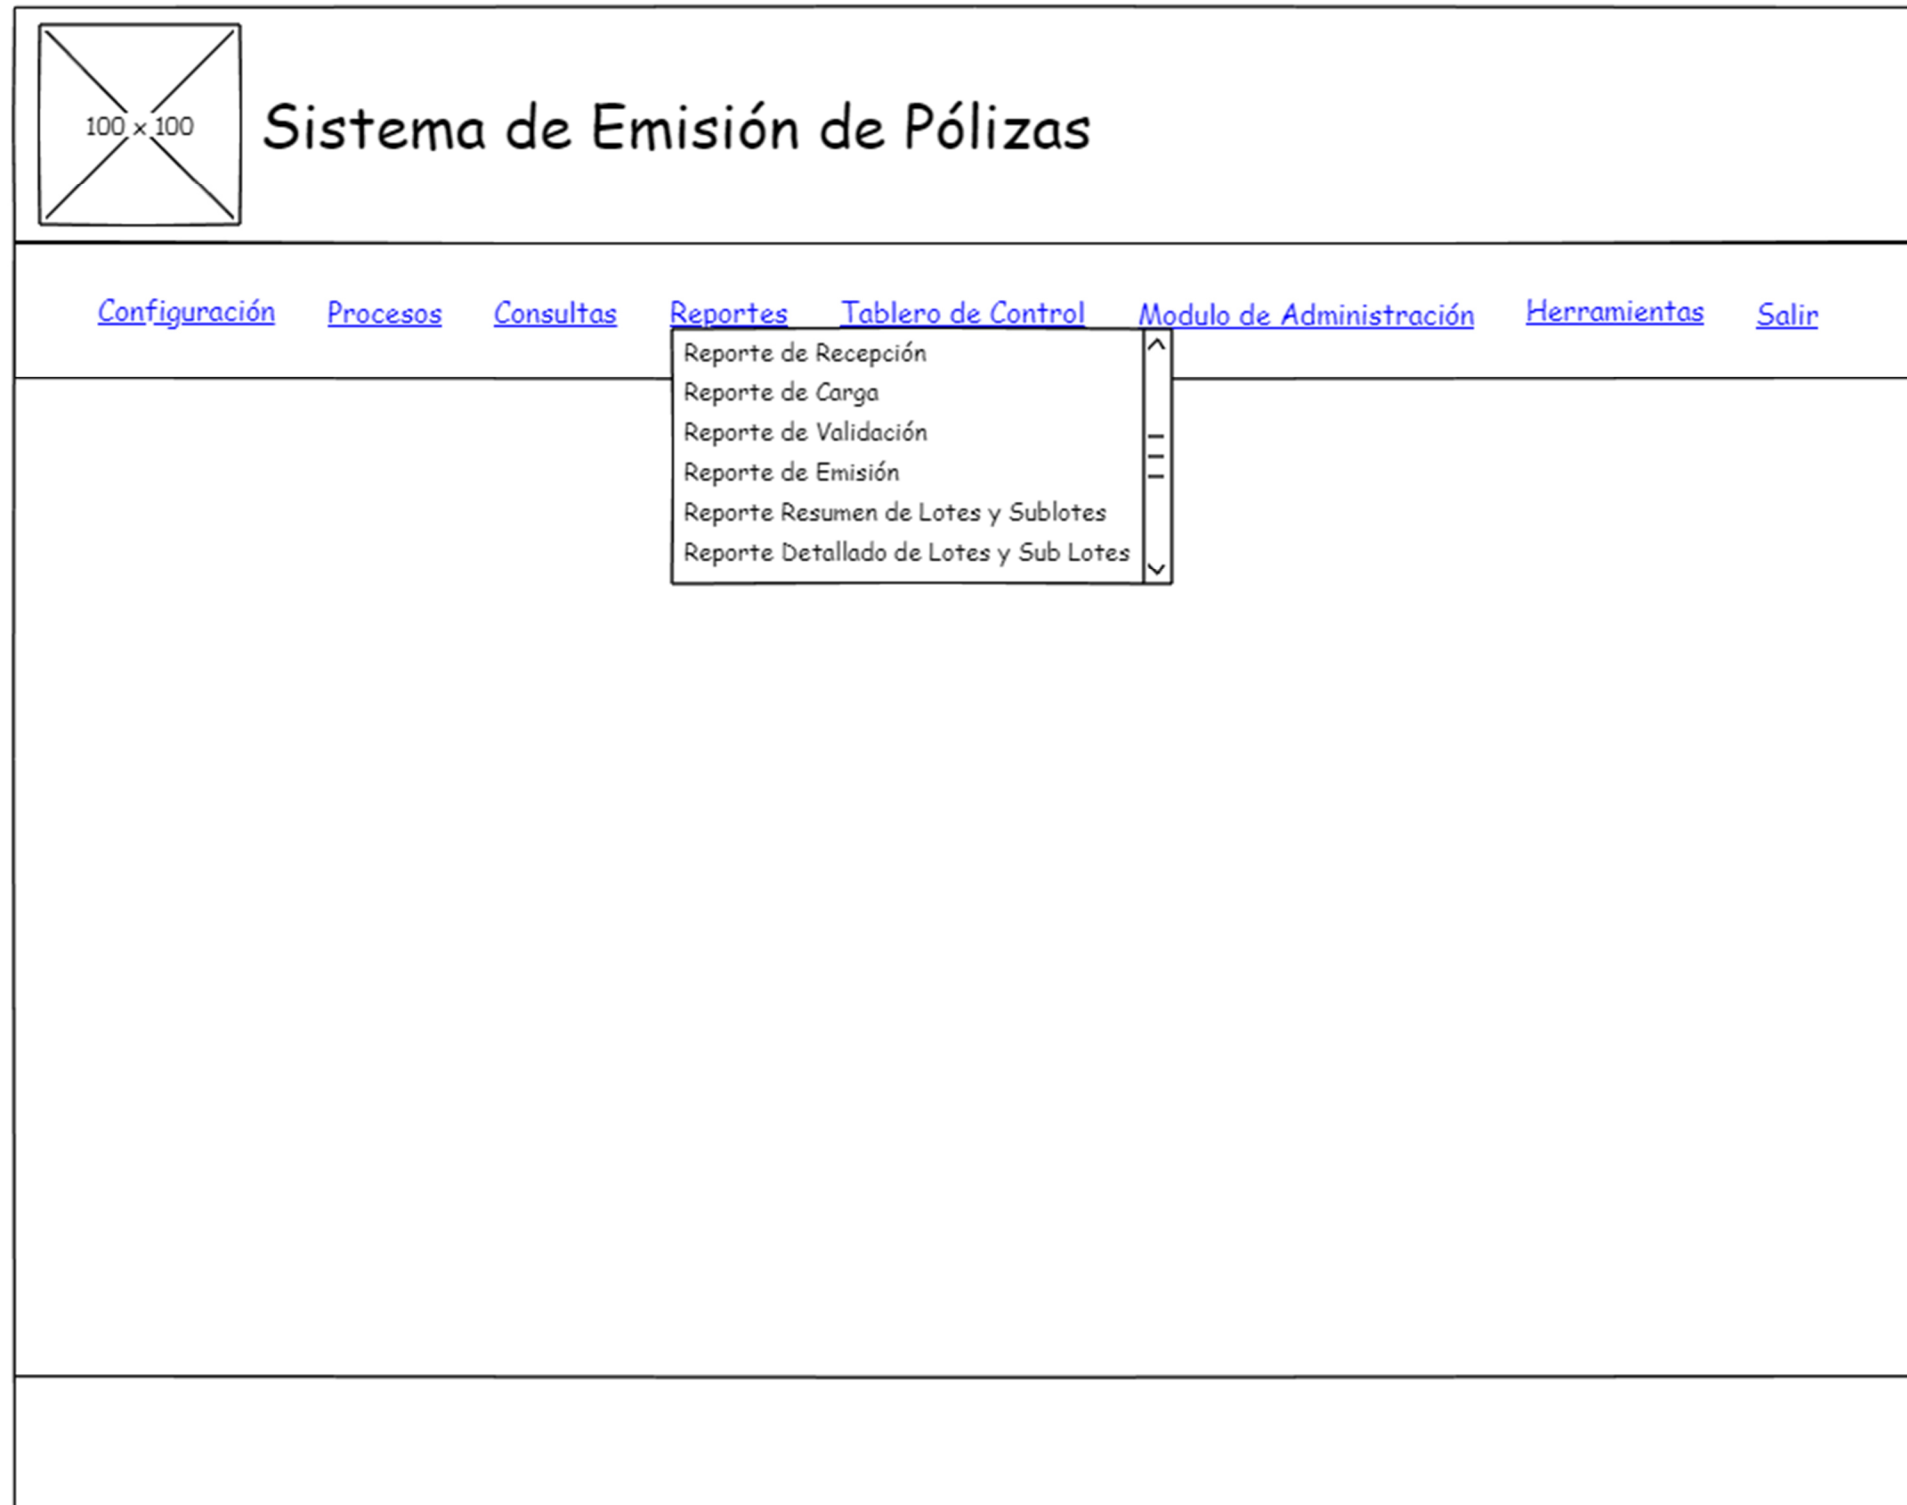 100 x 100
Sistema de Emisión de Pólizas
Configuración Procesos Consultas Reportes Tablero de Control Modulo de Administración Herramientas Salir
Reporte de Recepción
Reporte de Carga
Reporte de Validación
Reporte de Emisión
Reporte Resumen de Lotes y Sublotes
Reporte Detallado de Lotes y Sub Lotes